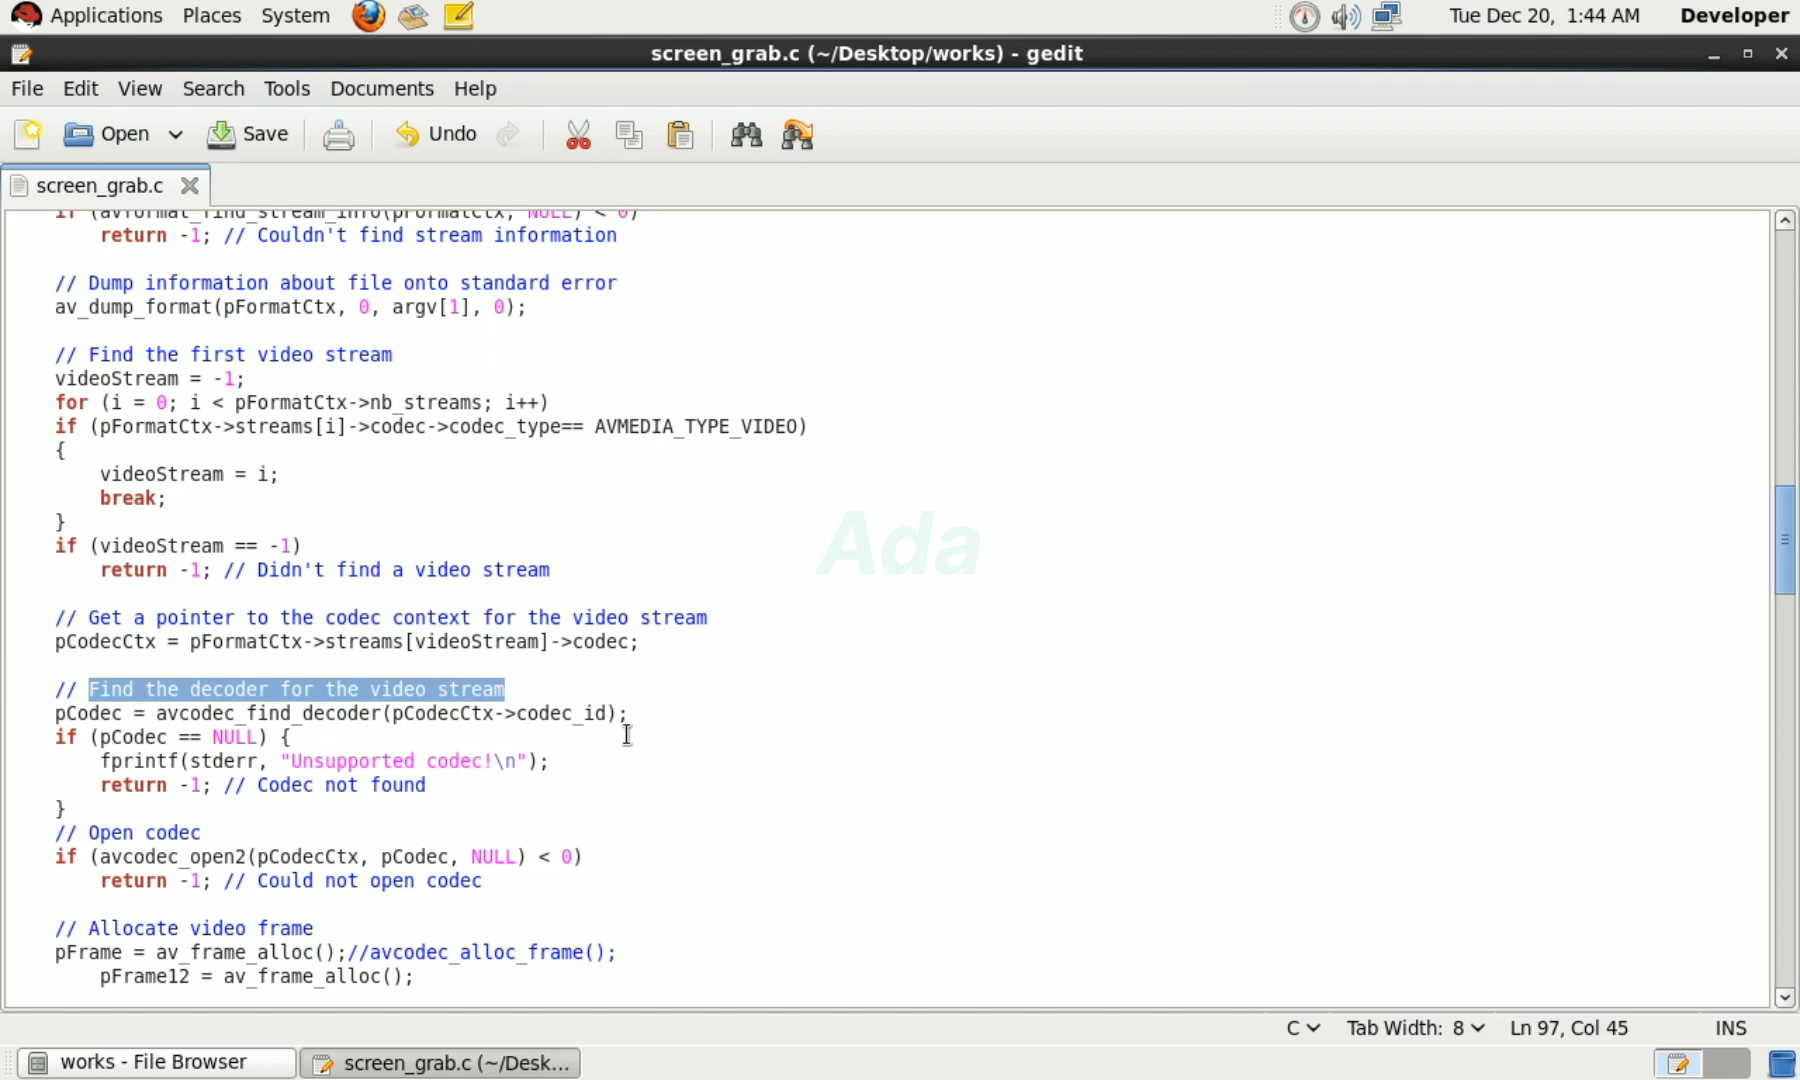 Applications Places System Tue Dec 20, 1:44 AM Developer
screen_grab.c (~/Desktop/works) - gedit
File Edit View Search Tools Documents Help
Open Save Undo
screen_grab.c
if (avformat_find_stream_info(pFormatCtx, NULL) < 0)
return -1; // Couldn't find stream information
// Dump information about file onto standard error
av_dump_format(pFormatCtx, 0, argv[1], 0);
// Find the first video stream
videoStream = -1;
for (i = 0; i < pFormatCtx->nb_streams; i++)
if (pFormatCtx->streams[i]->codec->codec_type== AVMEDIA_TYPE_VIDEO)
{
videoStream = i;
break;
}
if (videoStream == -1)
return -1; // Didn't find a video stream
Ada
// Get a pointer to the codec context for the video stream
pCodecCtx = pFormatCtx->streams[videoStream]->codec;
// Find the decoder for the video stream
pCodec = avcodec_find_decoder(pCodecCtx->codec_id);
if (pCodec == NULL) {
fprintf(stderr, "Unsupported codec!\n");
return -1; // Codec not found
}
// Open codec
if (avcodec_open2(pCodecCtx, pCodec, NULL) < 0)
return -1; // Could not open codec
// Allocate video frame
pFrame = av_frame_alloc();//avcodec_alloc_frame();
pFrame12 = av_frame_alloc();
C Tab Width: 8 Ln 97, Col 45 INS
works - File Browser screen_grab.c (~/Desk...